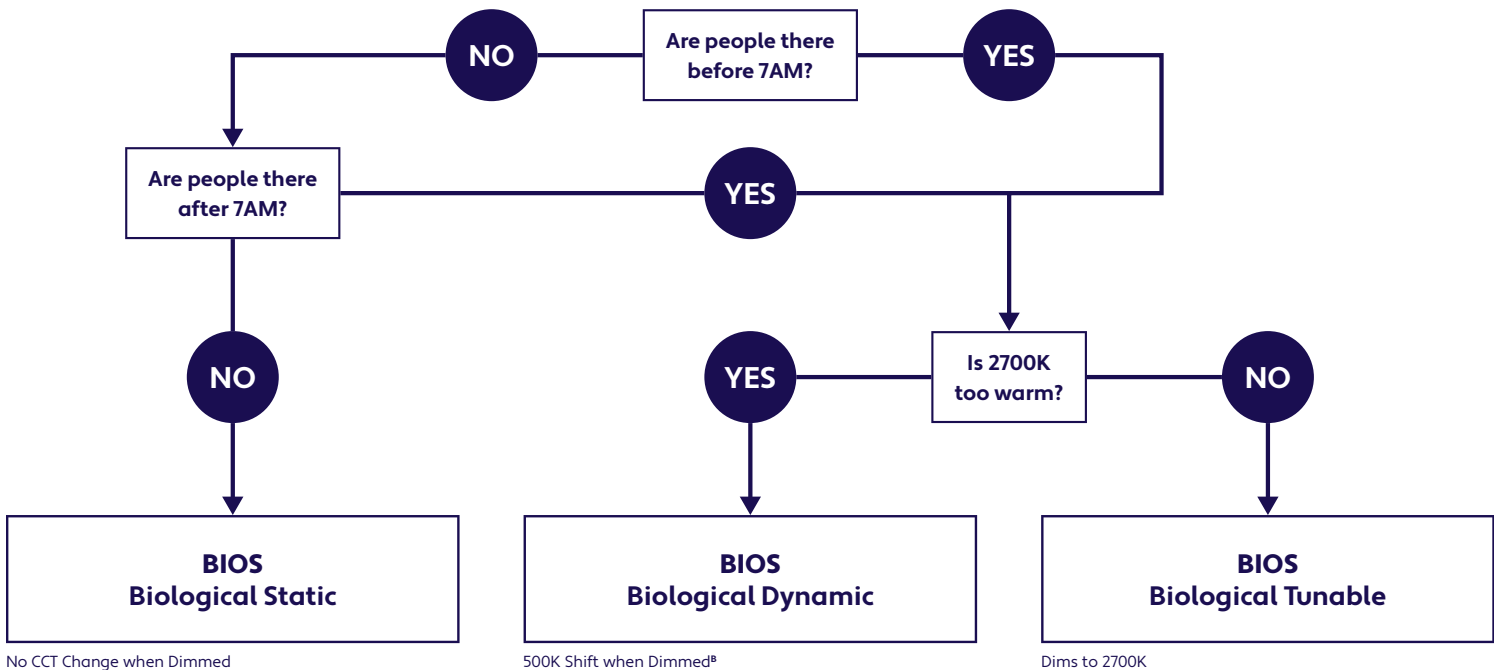 Are people there
before 7AM?
NO
YES
Are people there
after 7AM?
YES
Is 2700K
too warm?
NO
YES
NO
BIOS
Biological Static
BIOS
Biological Dynamic
BIOS
Biological Tunable
No CCT Change when Dimmed
500K Shift when Dimmedᴮ
Dims to 2700K